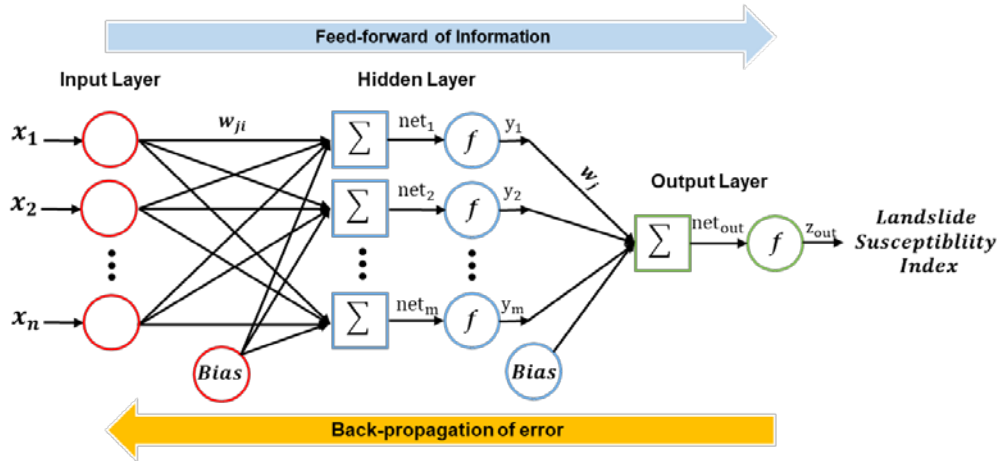 Feed-forward of Information
Input Layer
Hidden Layer
x₁
wⱼᵢ
∑
net₁
f
y₁
x₂
∑
net₂
f
y₂
wⱼ
Output Layer
∑
netₒᵤₜ
f
zₒᵤₜ
Landslide
Susceptibliity
Index
xₙ
∑
netₘ
f
yₘ
Bias
Bias
Back-propagation of error